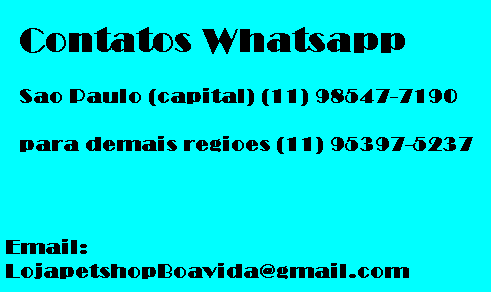 Contatos Whatsapp
Sao Paulo (capital) (11) 98547-7190
para demais regioes (11) 95397-5237
Email:
LojapetshopBoavida@gmail.com